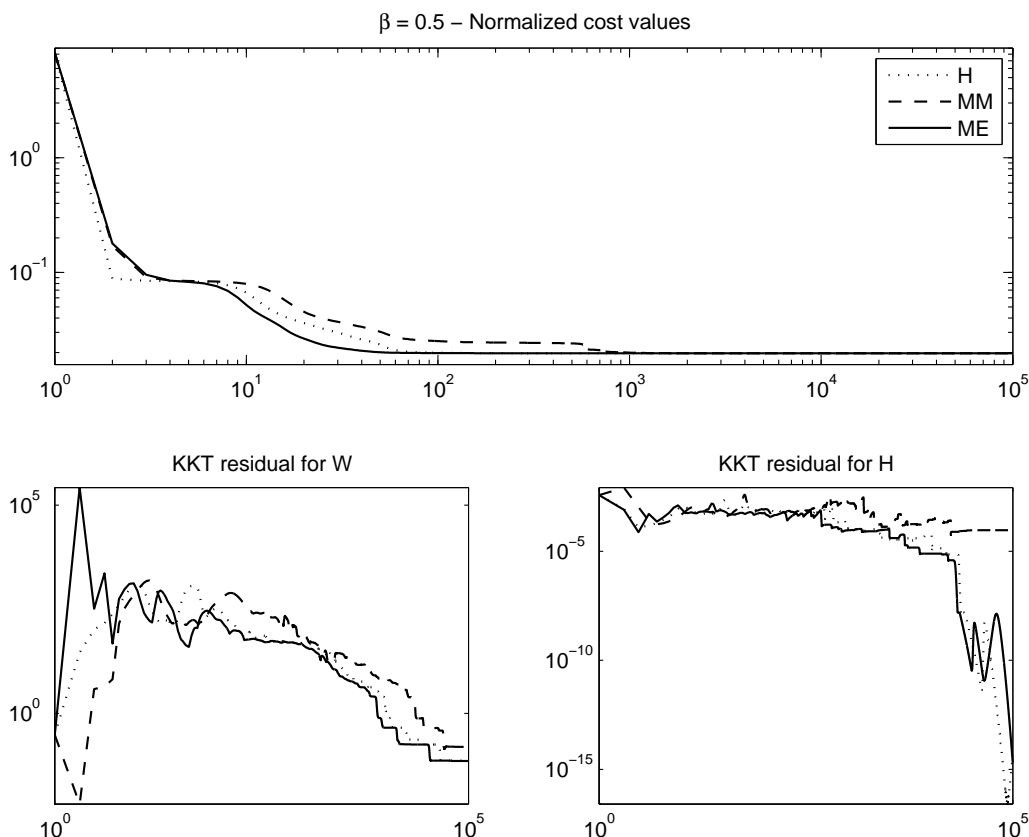 β = 0.5 – Normalized cost values
H
MM
ME
10^0
10^-1
10^0 10^1 10^2 10^3 10^4 10^5
KKT residual for W
10^5
10^0
10^0 10^5
KKT residual for H
10^-5
10^-10
10^-15
10^0 10^5